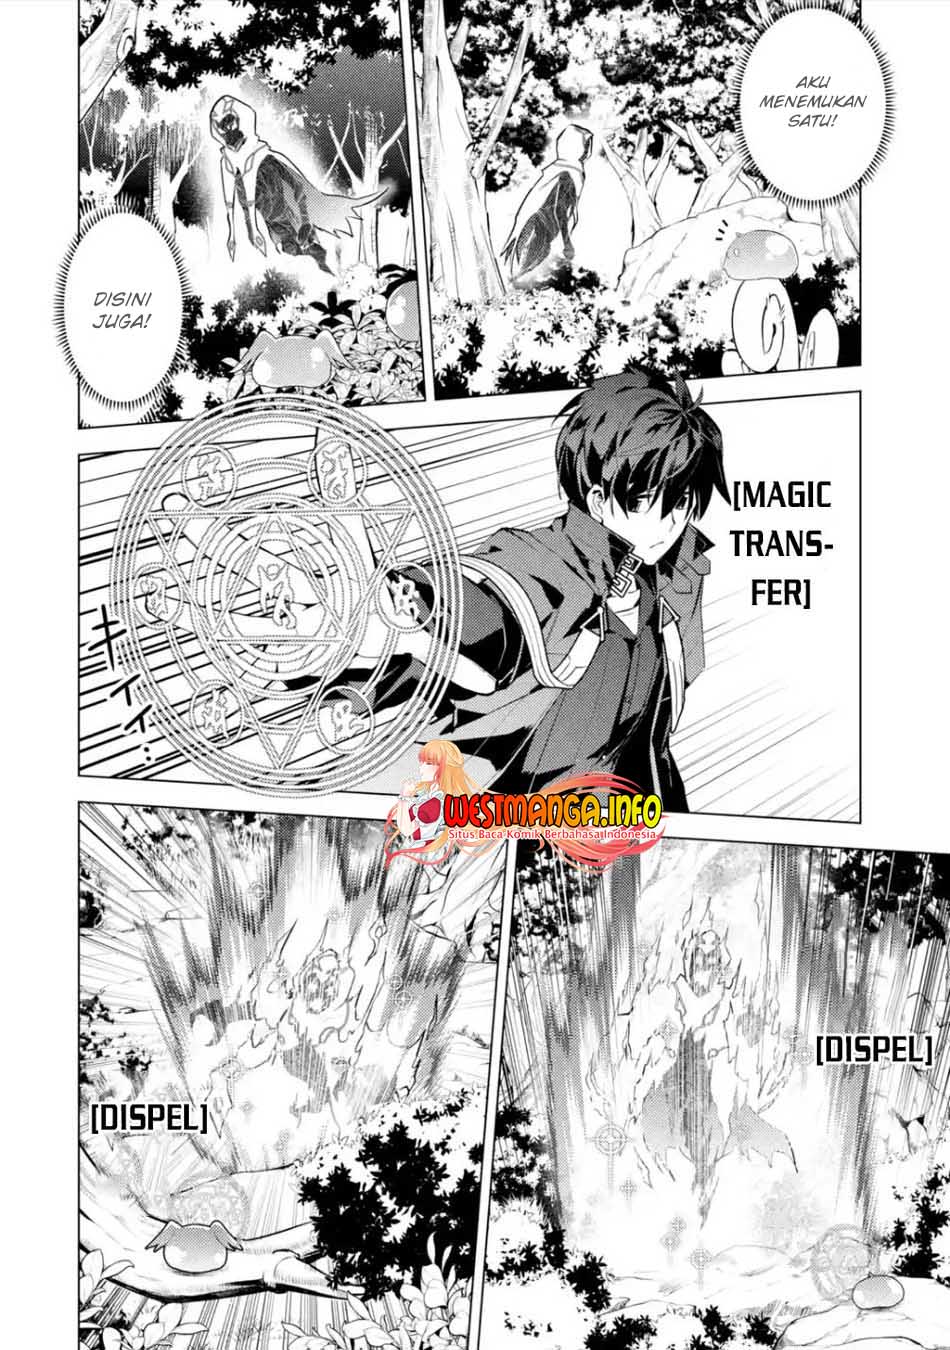 AKU
MENEMUKAN
SATU!
DISINI
JUGA!
[MAGIC
TRANS-
FER]
キイイ...
WESTMANGA.INFO
Situs Baca Komik Berbahasa Indonesia
[DISPEL]
[DISPEL]